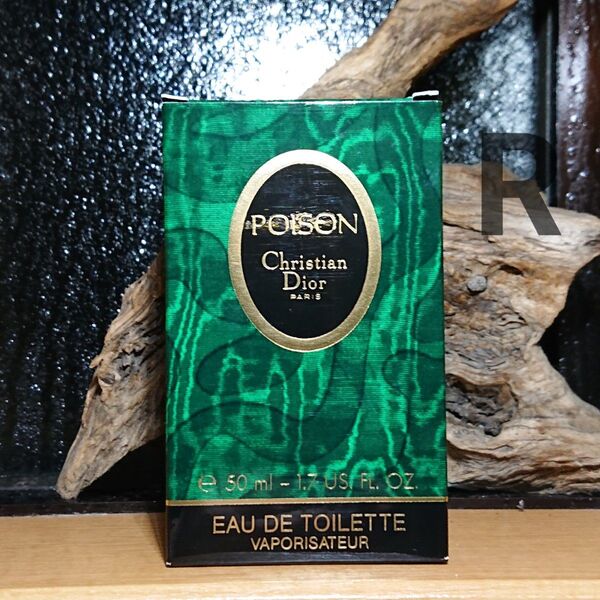 R
POISON
Christian
Dior
PARIS
℮ 50 ml – 1.7 US. FL. OZ.
EAU DE TOILETTE
VAPORISATEUR